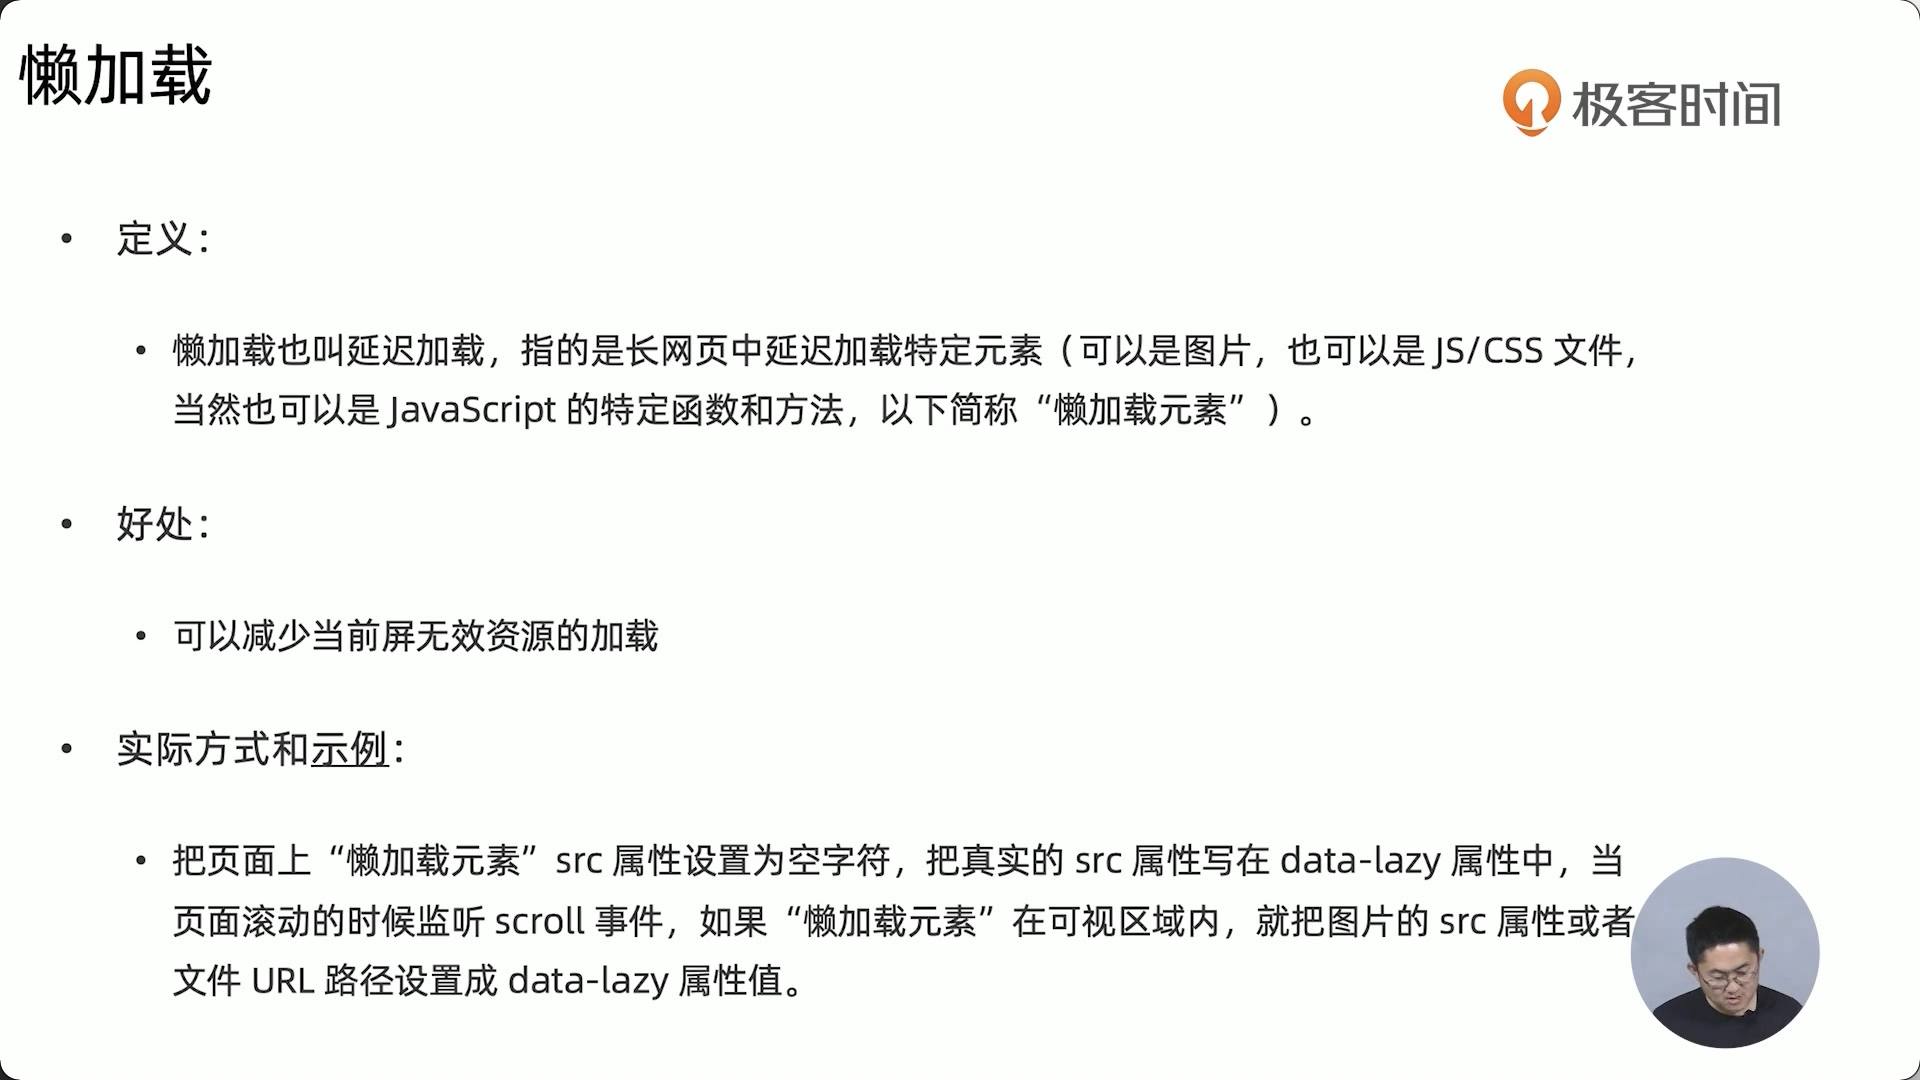 懒加载
极客时间
• 定义：
• 懒加载也叫延迟加载，指的是长网页中延迟加载特定元素（可以是图片，也可以是 JS/CSS 文件，
当然也可以是 JavaScript 的特定函数和方法，以下简称“懒加载元素”）。
• 好处：
• 可以减少当前屏无效资源的加载
• 实际方式和示例：
• 把页面上“懒加载元素”src 属性设置为空字符，把真实的 src 属性写在 data-lazy 属性中，当
页面滚动的时候监听 scroll 事件，如果“懒加载元素”在可视区域内，就把图片的 src 属性或者
文件 URL 路径设置成 data-lazy 属性值。